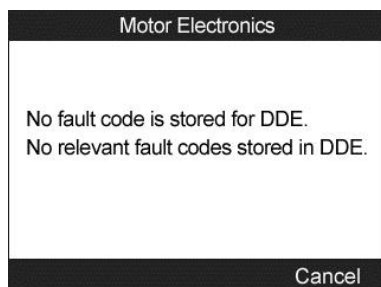 Motor Electronics
No fault code is stored for DDE.
No relevant fault codes stored in DDE.
Cancel